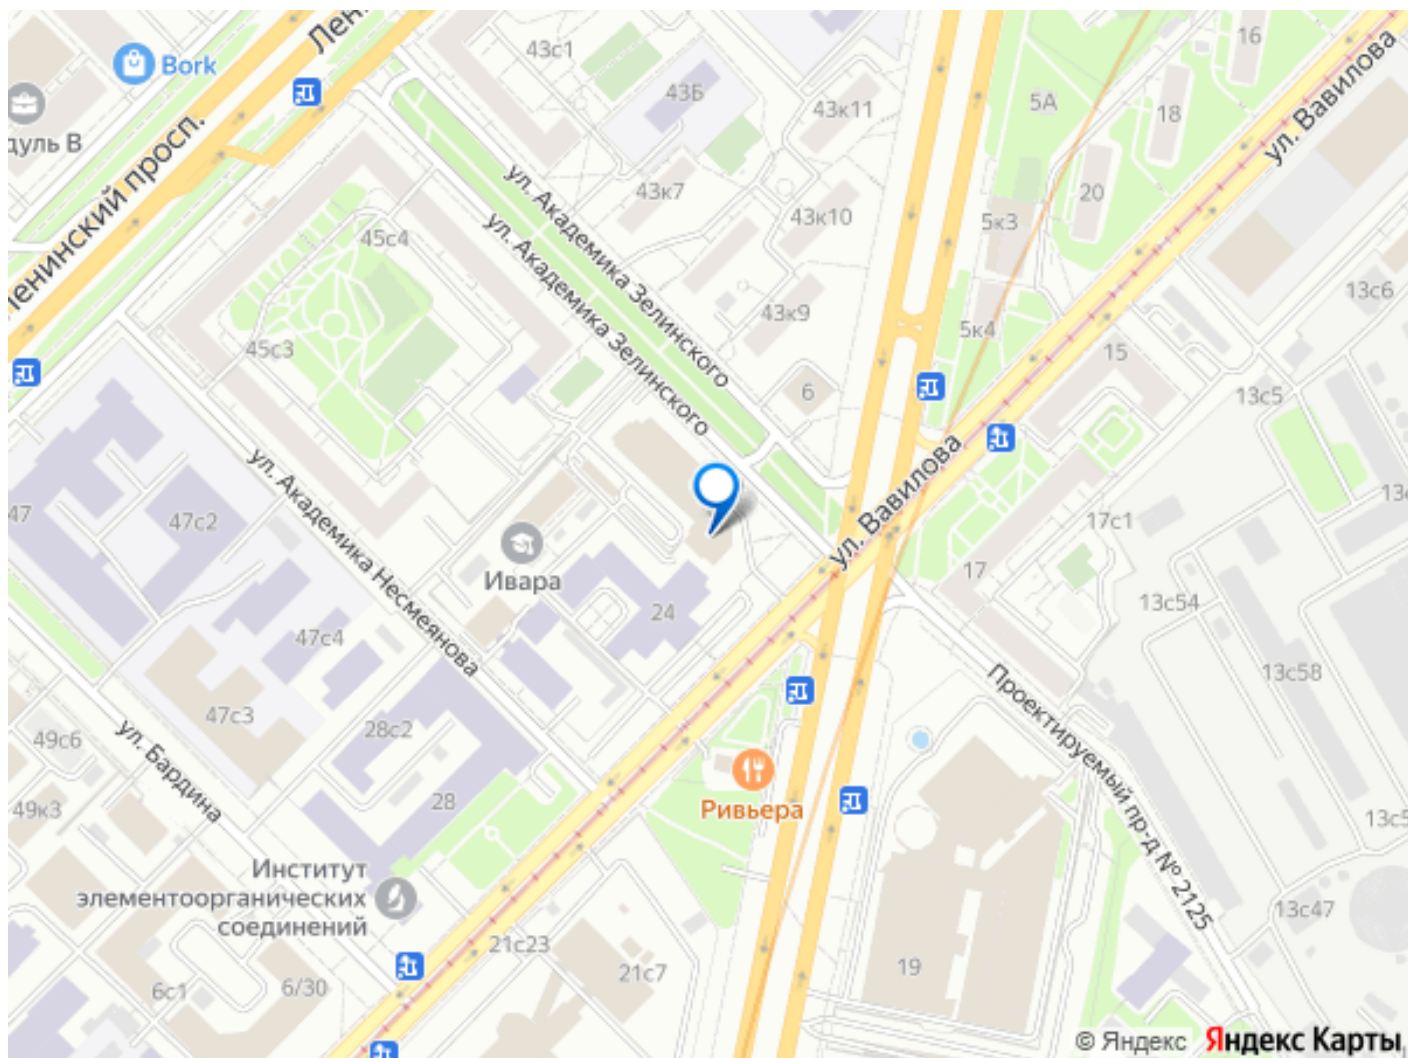 Bork
43с1
43Б
43к11
16
5А
18
ул. Вавилова
дуль В
Ленинский просп.
ул. Академика Зелинского
43к7
20
ул. Академика Зелинского
43к10
5к3
45с4
13с6
43к9
5к4
15
45с3
6
13с5
ул. Вавилова
ул. Академика Несмеянова
47
47с2
17с1
Ивара
17
13с54
24
47с4
13с58
Проектируемый пр-д № 2125
47с3
28с2
49с6
ул. Бардина
28
Ривьера
49к3
Институт
элементоорганических
соединений
13с47
21с23
21с7
19
6с1
6/30
© Яндекс Яндекс Карты